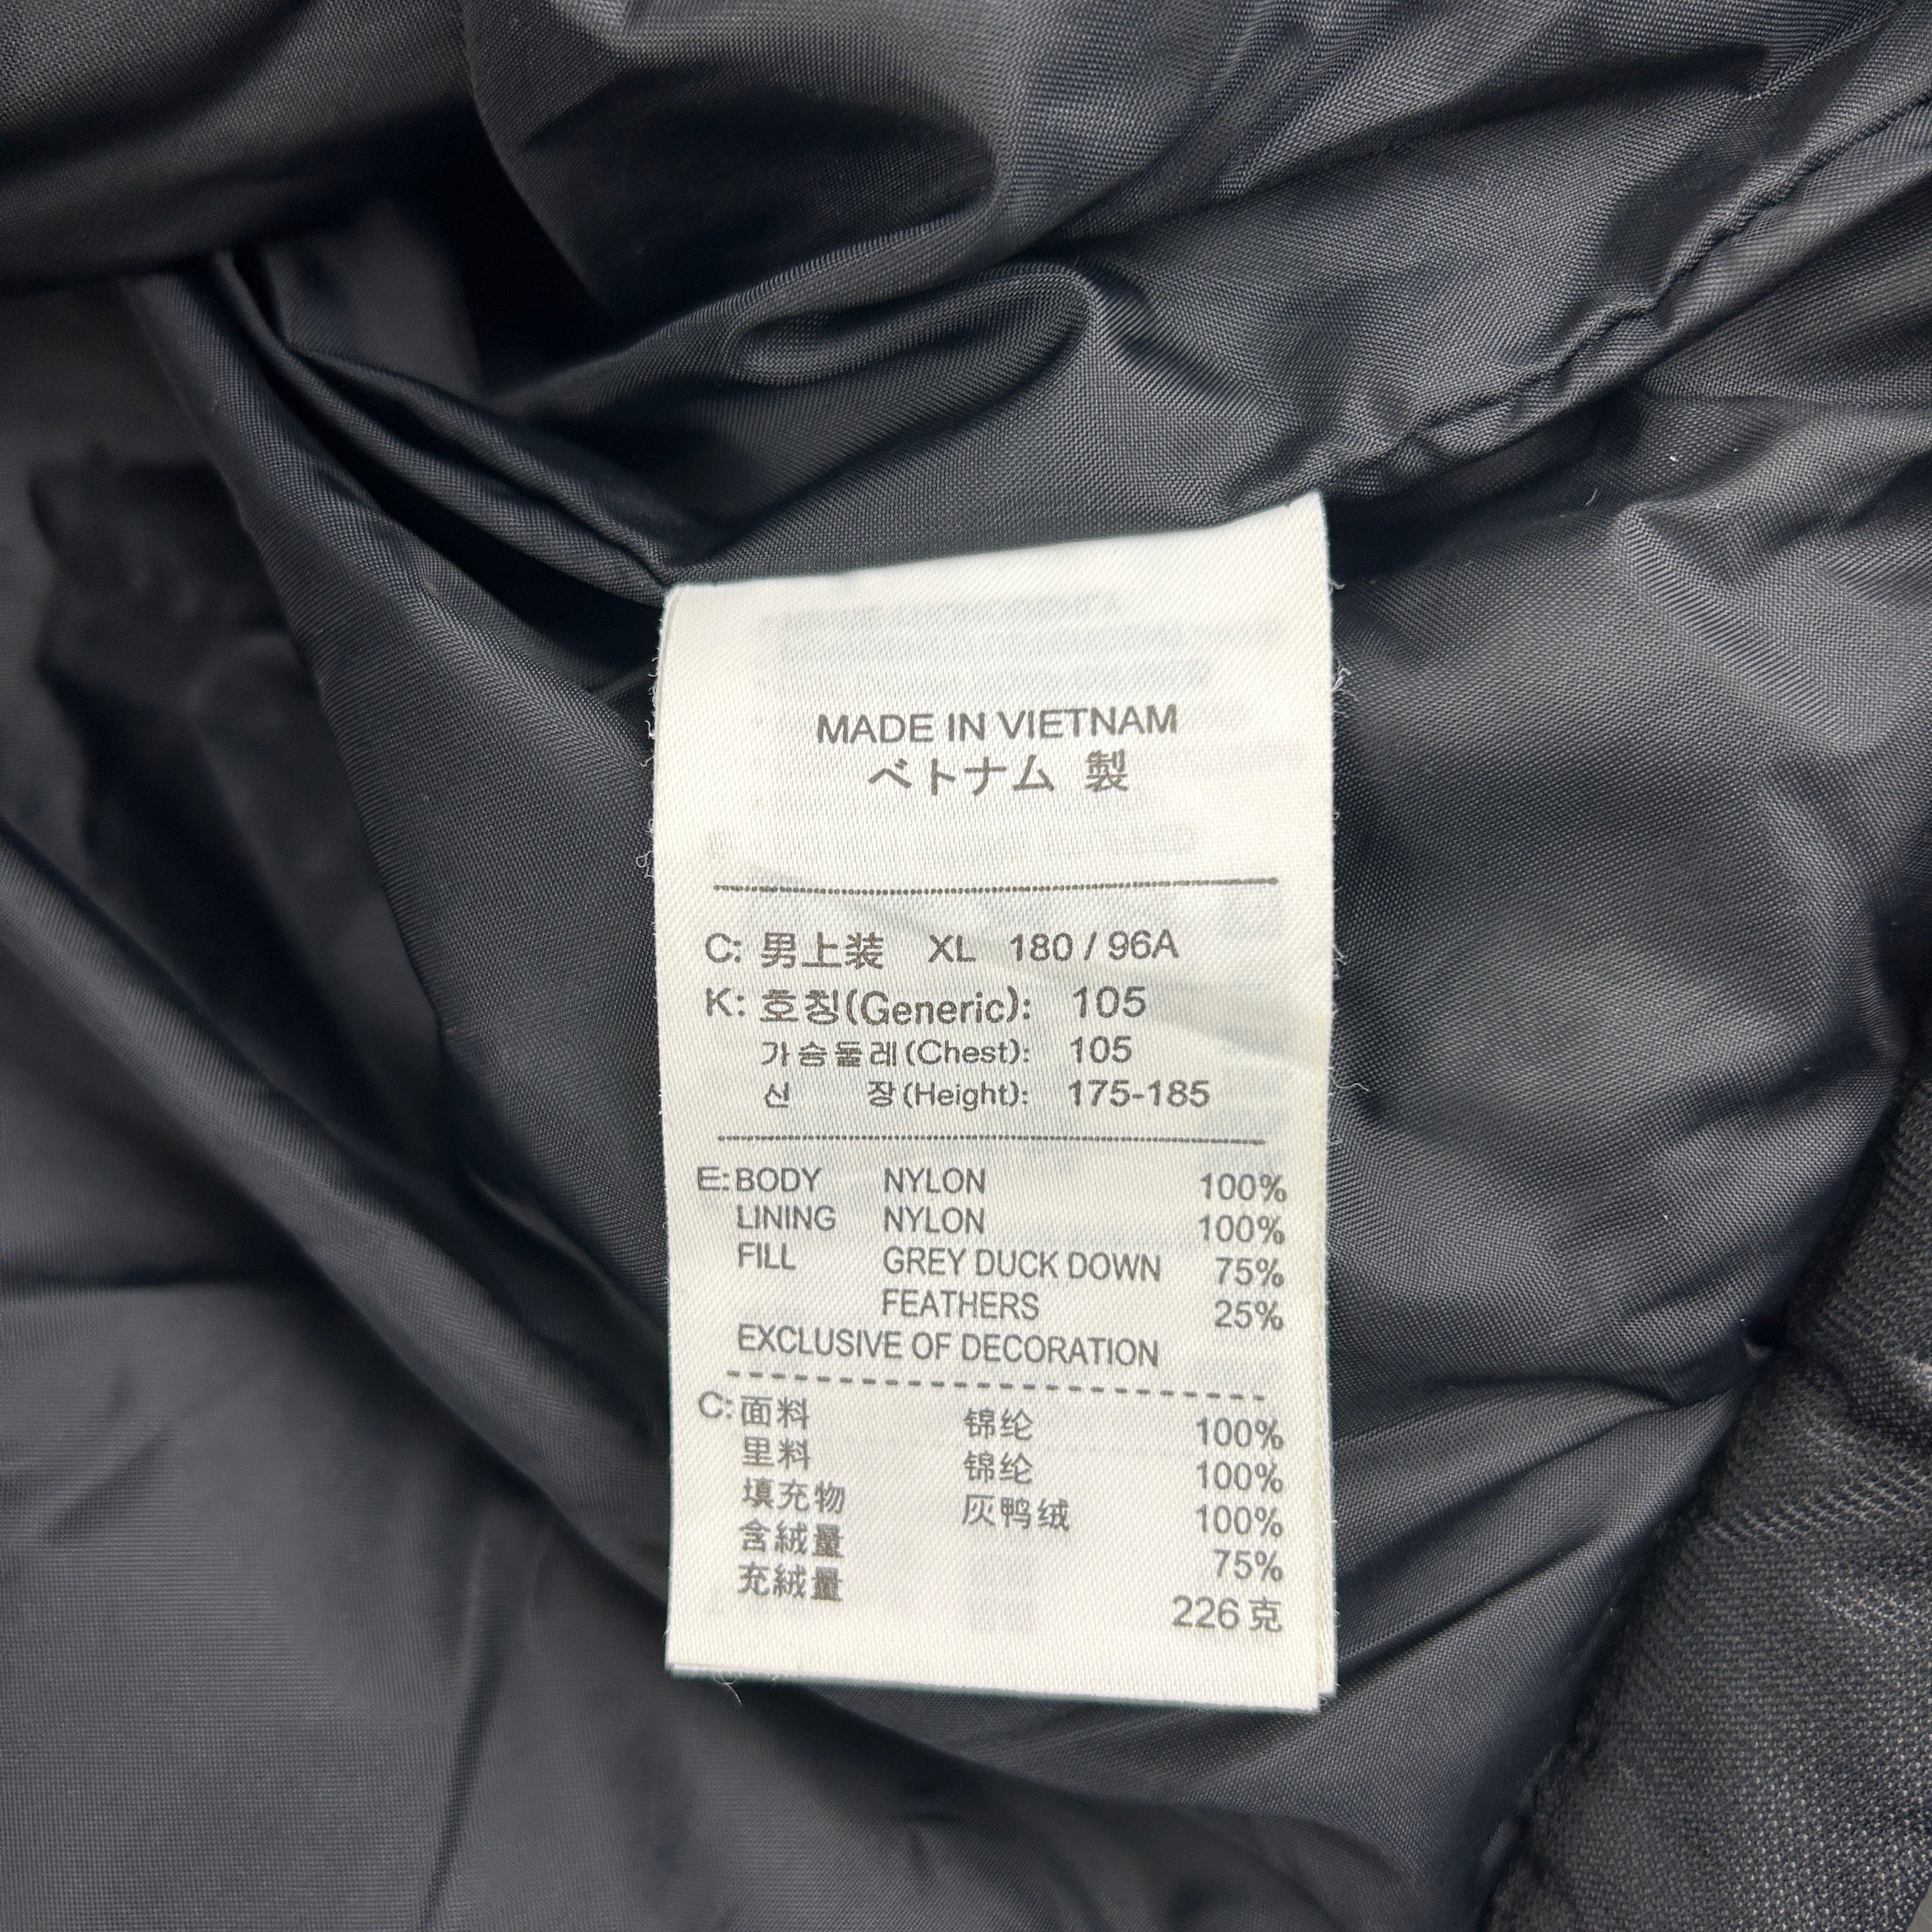 MADE IN VIETNAM
ベトナム 製
C: 男上装 XL 180 / 96A
K: 호칭(Generic): 105
가슴둘레(Chest): 105
신 장(Height): 175-185
E: BODY NYLON 100%
LINING NYLON 100%
FILL GREY DUCK DOWN 75%
FEATHERS 25%
EXCLUSIVE OF DECORATION
C: 面料 锦纶 100%
里料 锦纶 100%
填充物 灰鸭绒 100%
含絨量 75%
充絨量 226克